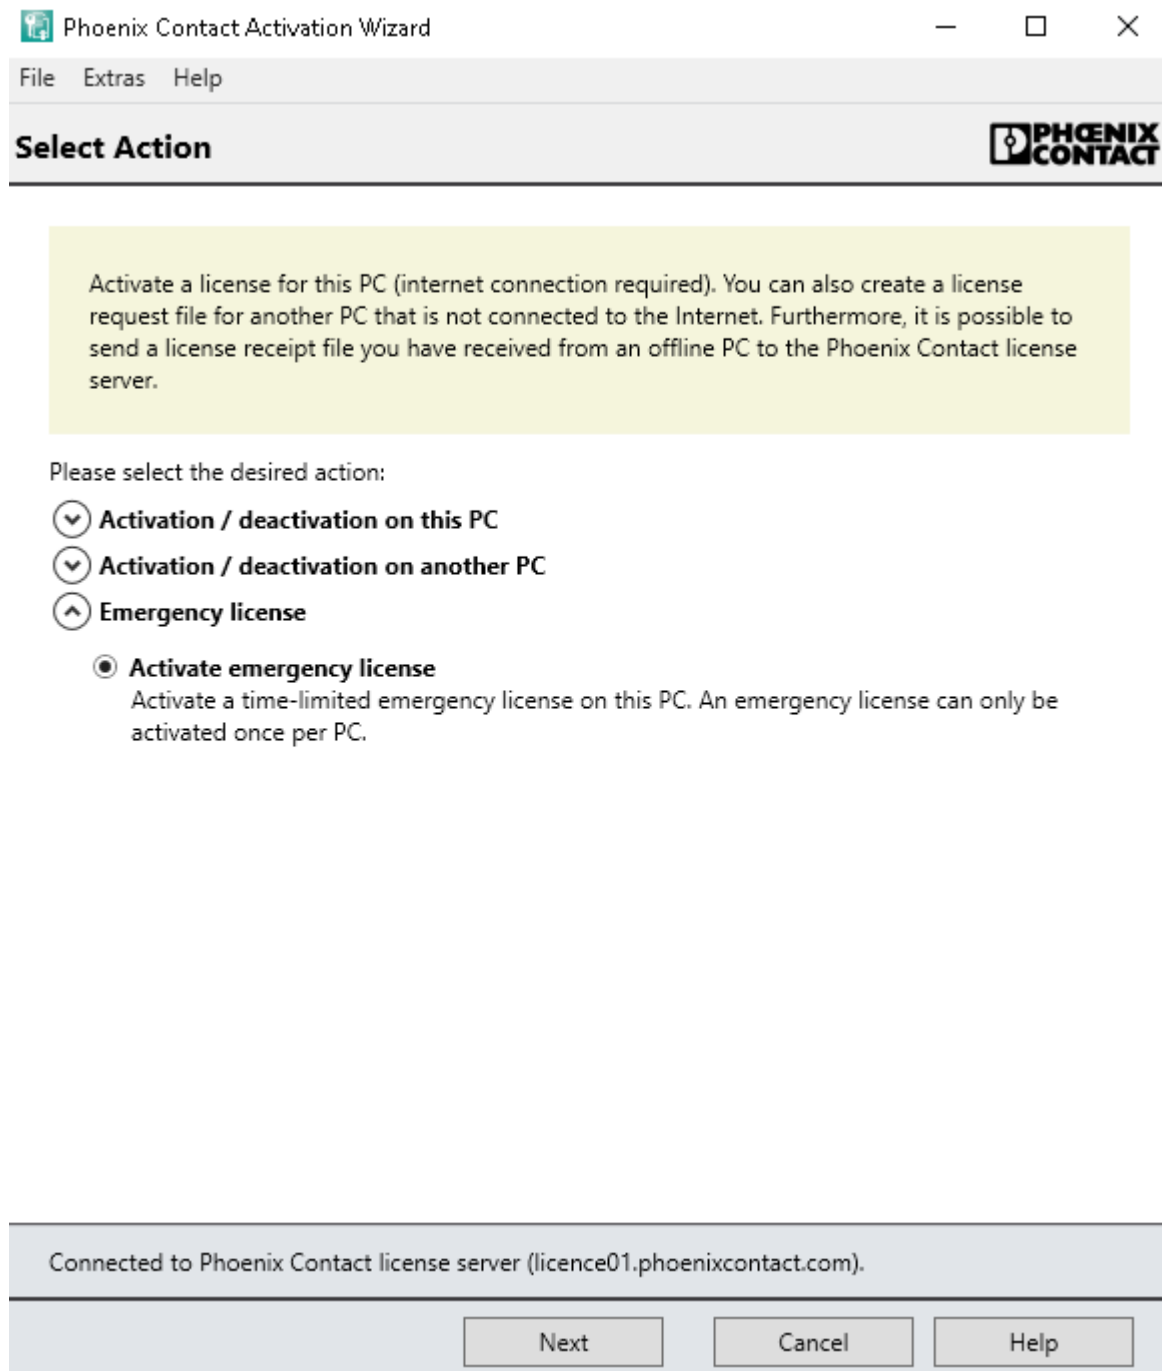 Phoenix Contact Activation Wizard
File Extras Help
Select Action
PHŒNIX
CONTACT
Activate a license for this PC (internet connection required). You can also create a license
request file for another PC that is not connected to the Internet. Furthermore, it is possible to
send a license receipt file you have received from an offline PC to the Phoenix Contact license
server.
Please select the desired action:
Activation / deactivation on this PC
Activation / deactivation on another PC
Emergency license
Activate emergency license
Activate a time-limited emergency license on this PC. An emergency license can only be
activated once per PC.
Connected to Phoenix Contact license server (licence01.phoenixcontact.com).
Next Cancel Help